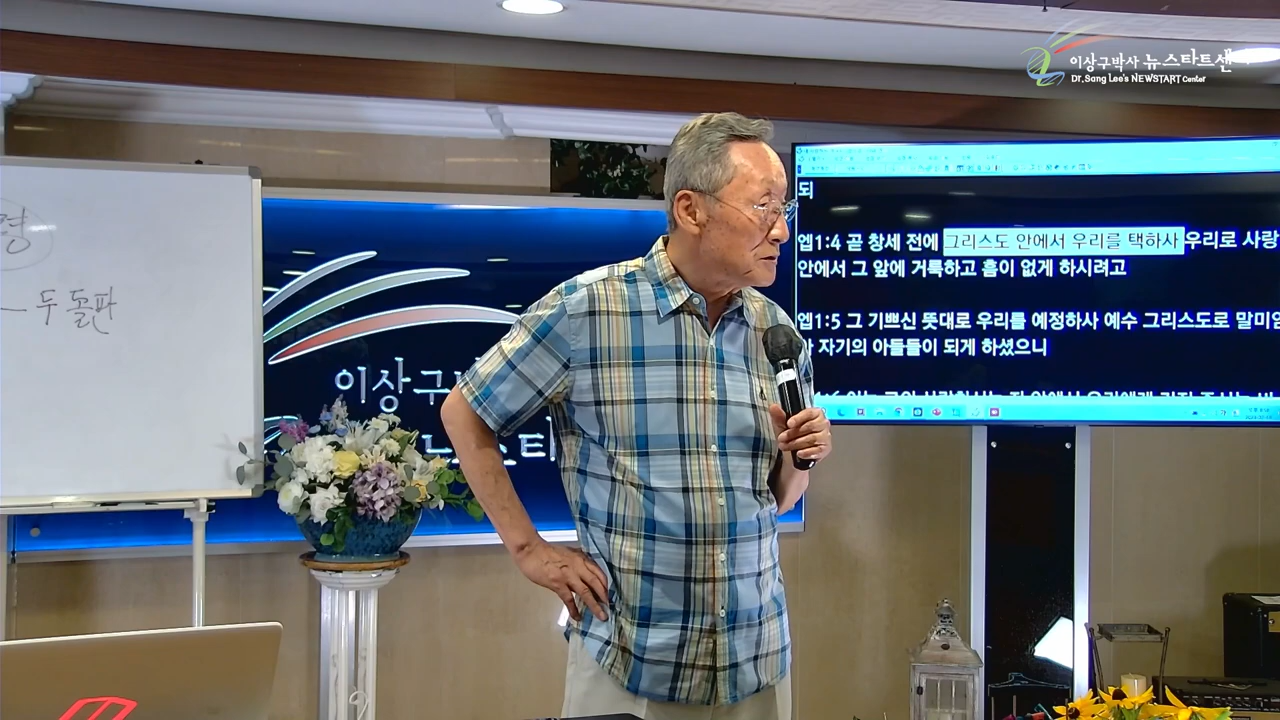 이상구박사 뉴스타트센
Dr. Sang Lee's NEWSTART Center
령
두 돌판
이상구
뉴스타
되
엡1:4 곧 창세 전에 그리스도 안에서 우리를 택하사 우리로 사랑
안에서 그 앞에 거룩하고 흠이 없게 하시려고
엡1:5 그 기쁘신 뜻대로 우리를 예정하사 예수 그리스도로 말미암
자기의 아들들이 되게 하셨으니